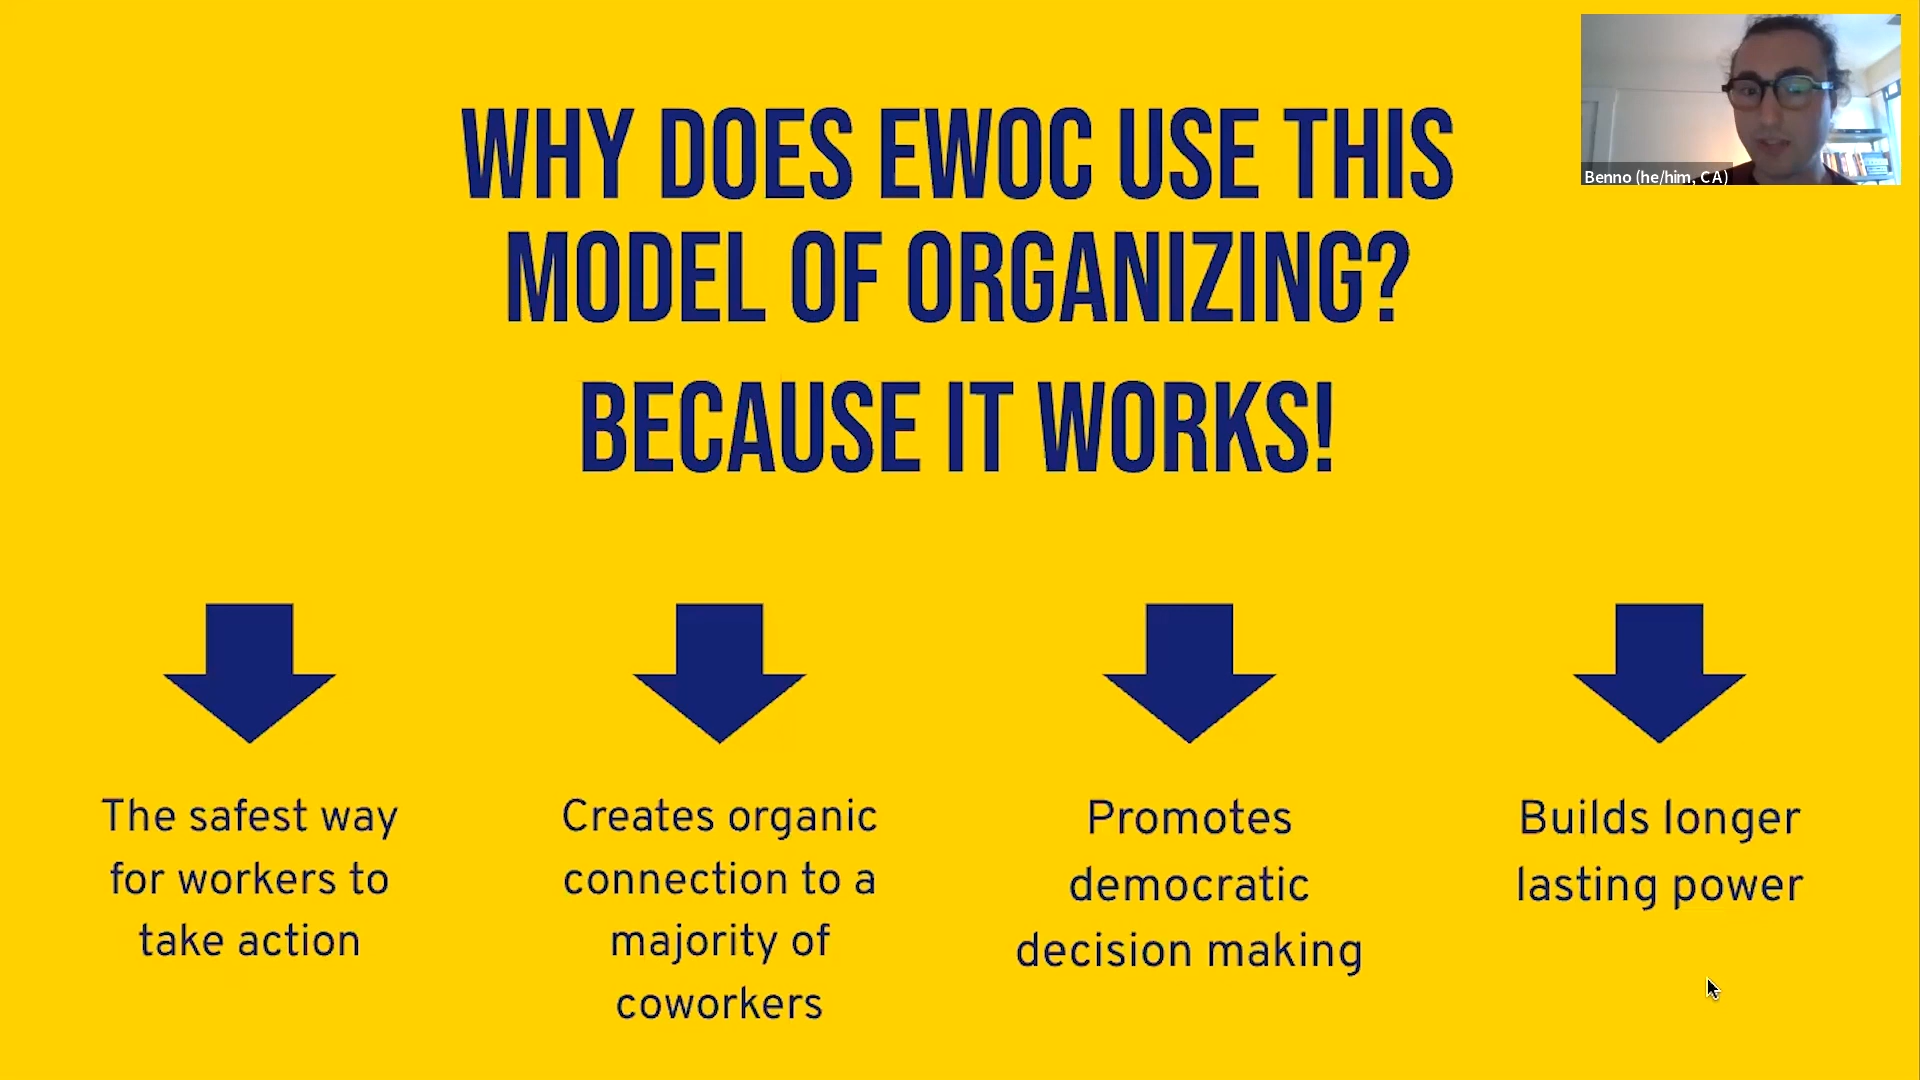 WHY DOES EWOC USE THIS
MODEL OF ORGANIZING?
BECAUSE IT WORKS!
Benno (he/him, CA)
The safest way
for workers to
take action
Creates organic
connection to a
majority of
coworkers
Promotes
democratic
decision making
Builds longer
lasting power